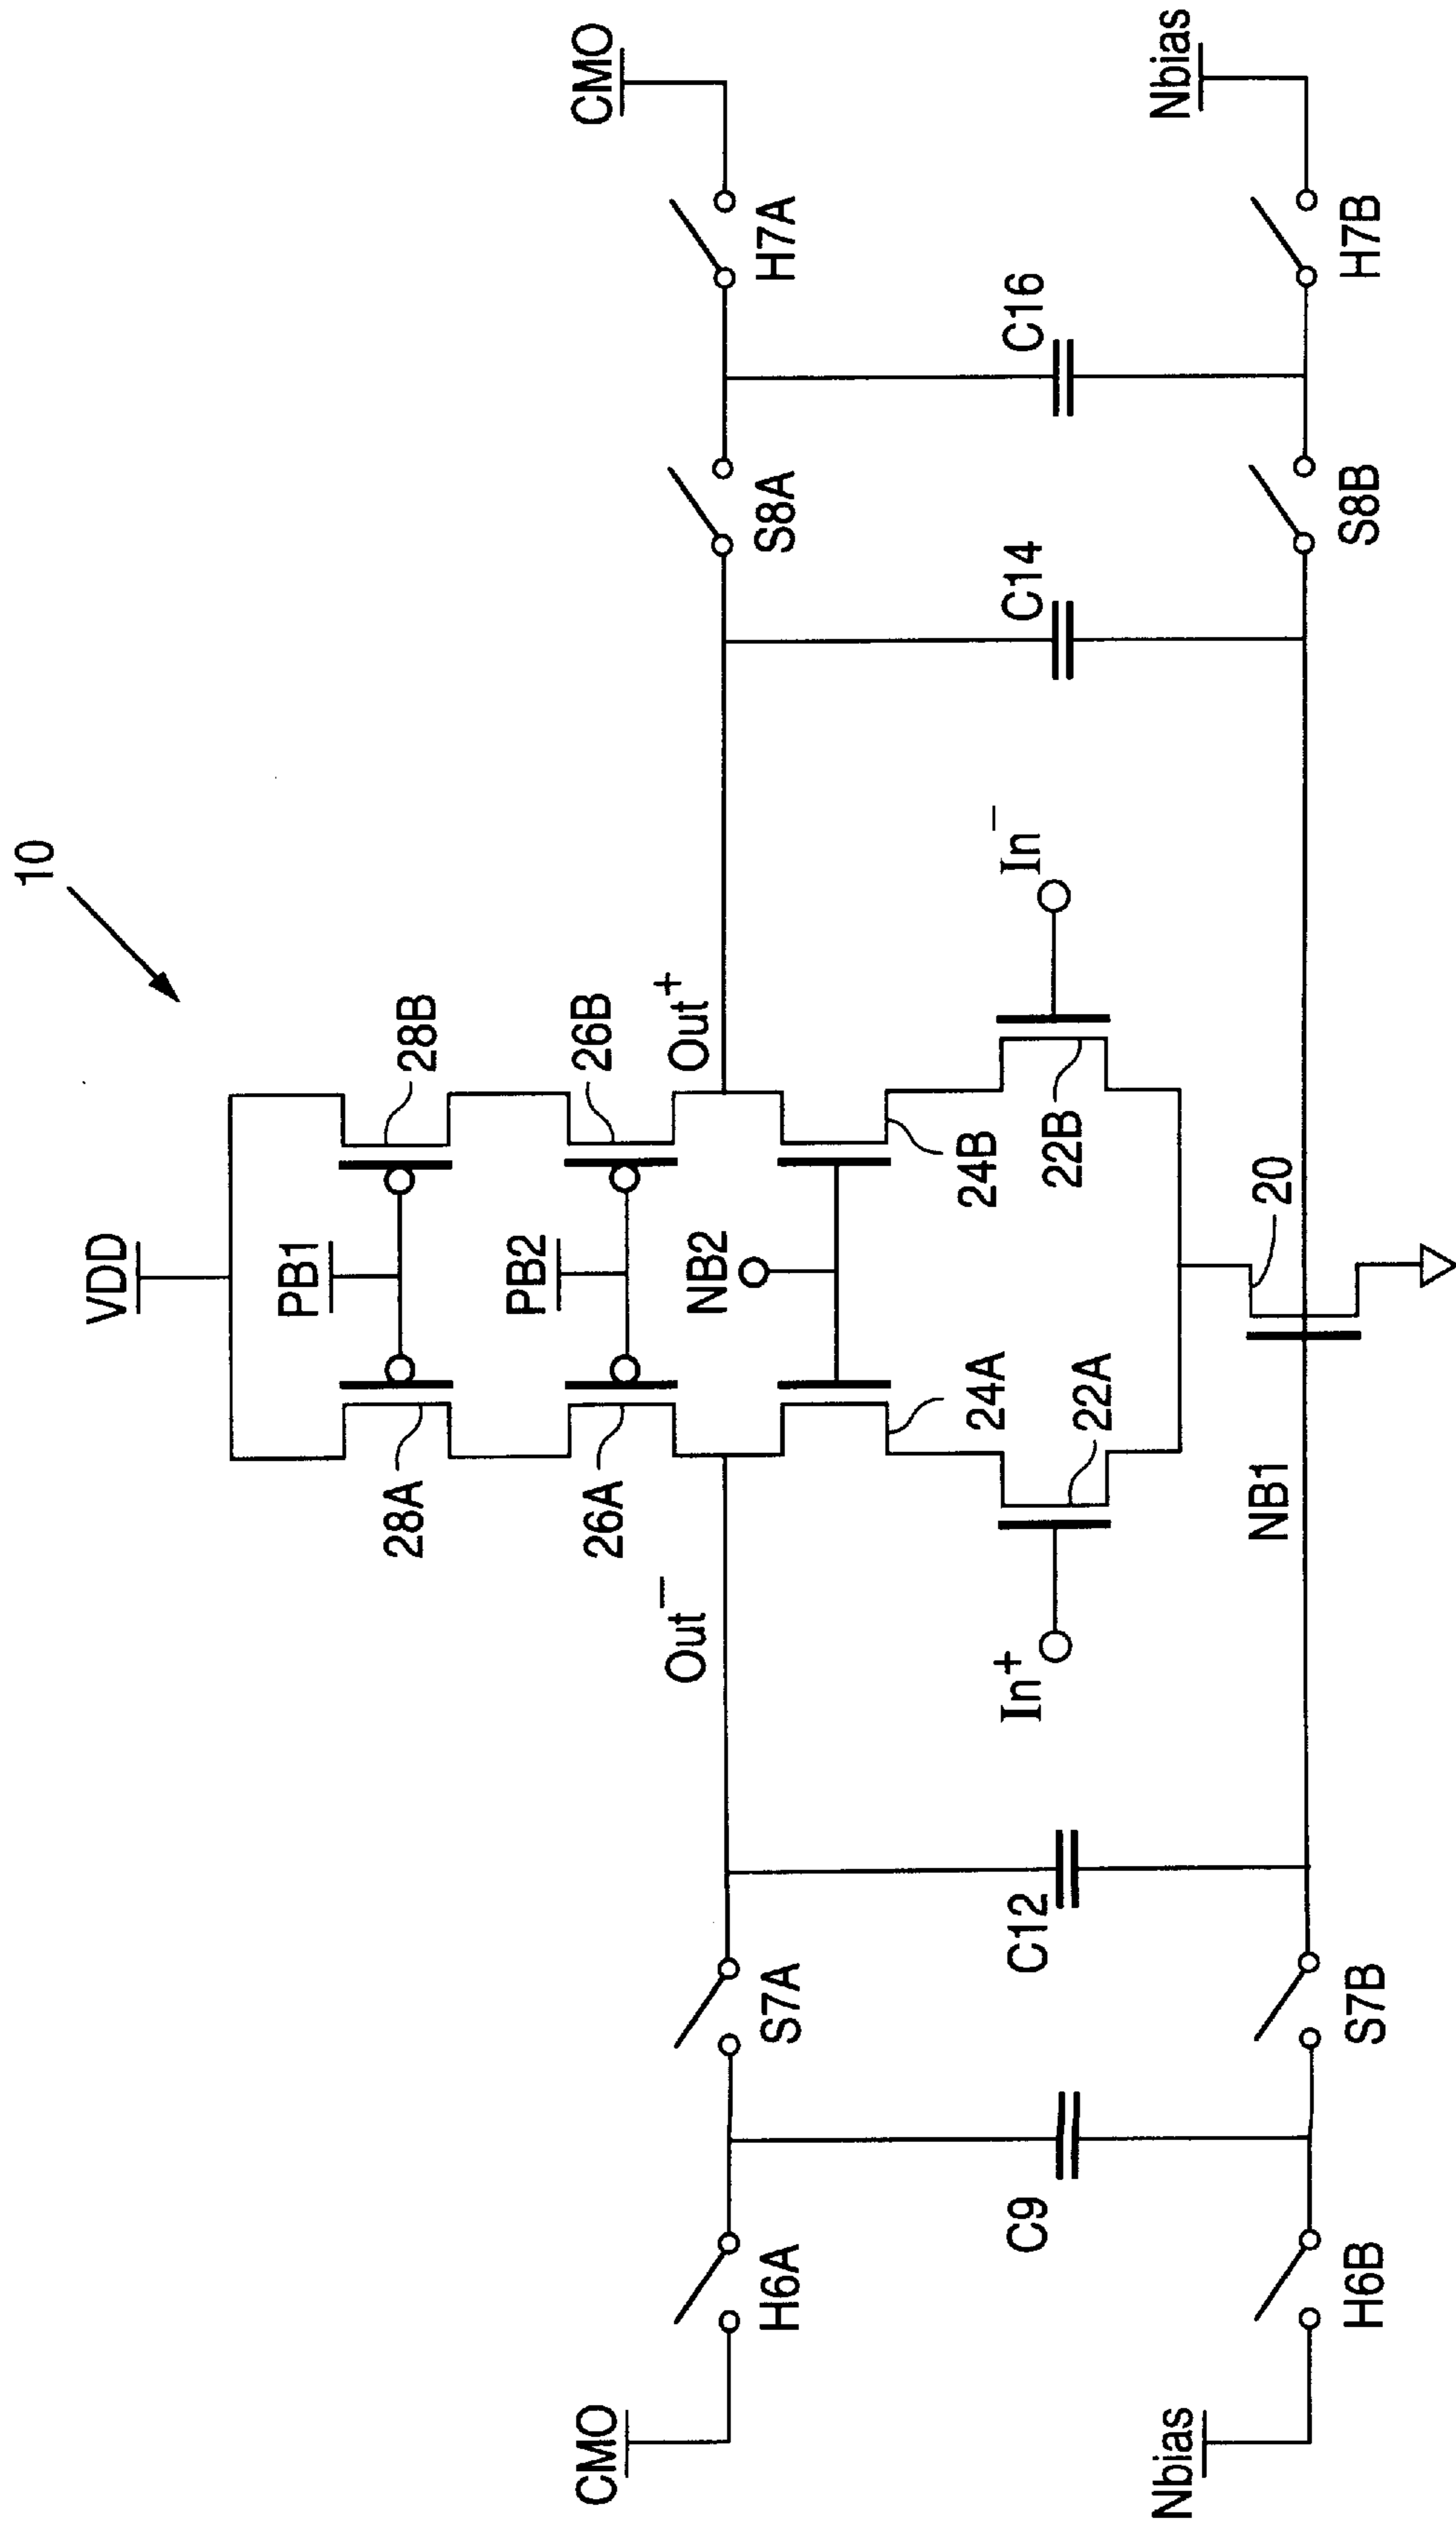 10
VDD
PB1
28A
28B
PB2
26A
26B
CMO
Out−
NB2
Out+
CMO
H6A
S7A
S8A
H7A
24A
24B
In+
In−
C9
C12
22A
22B
C14
C16
Nbias
NB1
20
Nbias
H6B
S7B
S8B
H7B